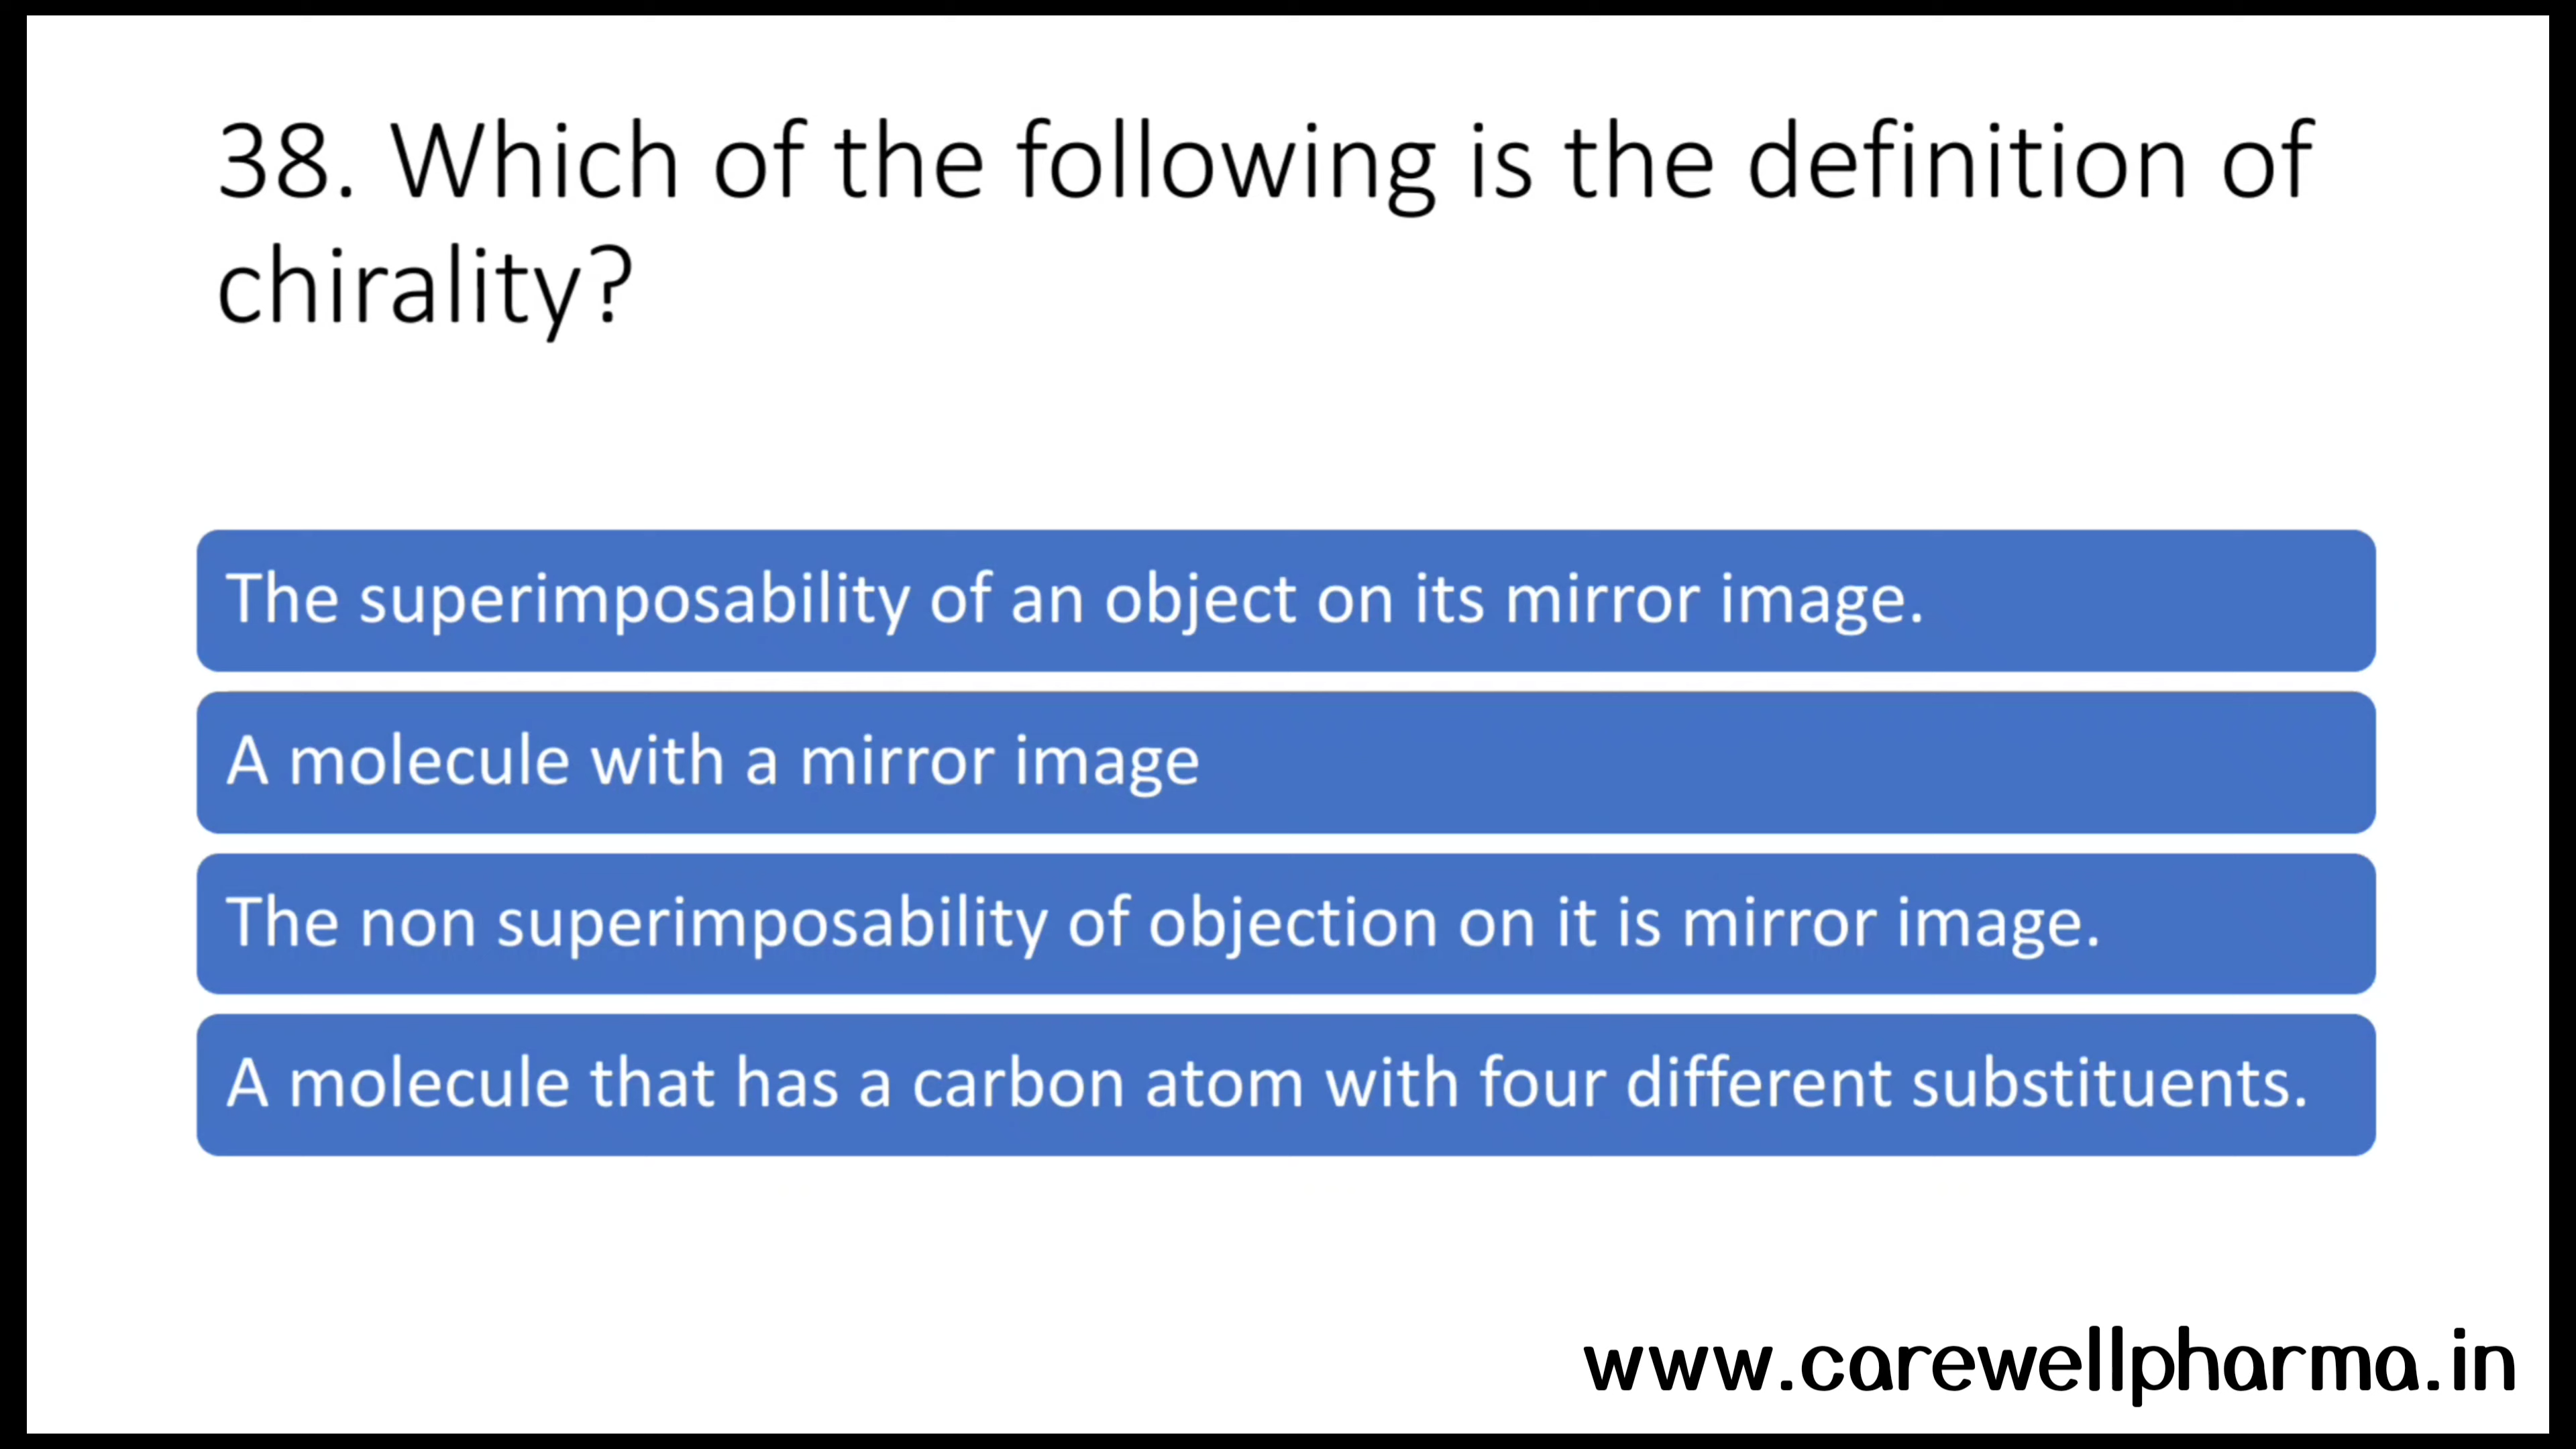 38. Which of the following is the definition of
chirality?
The superimposability of an object on its mirror image.
A molecule with a mirror image
The non superimposability of objection on it is mirror image.
A molecule that has a carbon atom with four different substituents.
www.carewellpharma.in